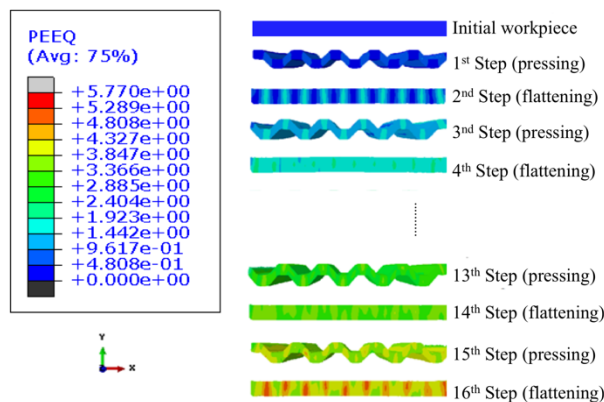 PEEQ
(Avg: 75%)
+5.770e+00
+5.289e+00
+4.808e+00
+4.327e+00
+3.847e+00
+3.366e+00
+2.885e+00
+2.404e+00
+1.923e+00
+1.442e+00
+9.617e-01
+4.808e-01
+0.000e+00
Y
X
Initial workpiece
1st Step (pressing)
2nd Step (flattening)
3nd Step (pressing)
4th Step (flattening)
13th Step (pressing)
14th Step (flattening)
15th Step (pressing)
16th Step (flattening)